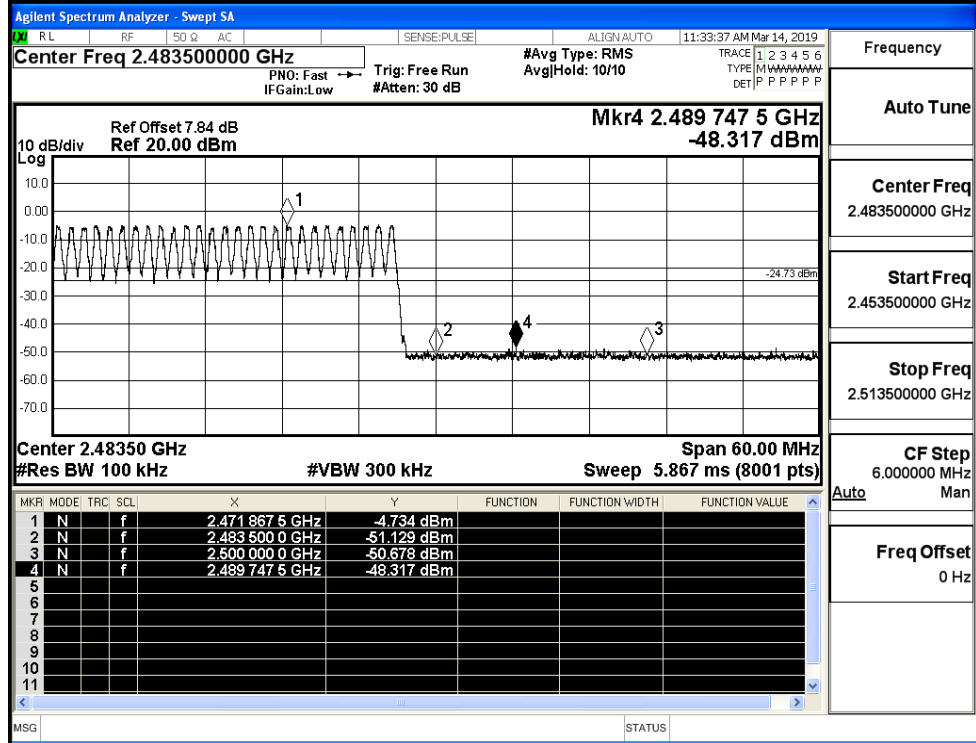 Agilent Spectrum Analyzer - Swept SA
LXI RL RF 50 Ω AC SENSE:PULSE ALIGN AUTO 11:33:37 AM Mar 14, 2019
Center Freq 2.483500000 GHz
PNO: Fast
IFGain:Low
Trig: Free Run
#Atten: 30 dB
#Avg Type: RMS
Avg|Hold: 10/10
TRACE 1 2 3 4 5 6
TYPE M WWWWW
DET P P P P P P
Ref Offset 7.84 dB
Ref 20.00 dBm
10 dB/div
Log
Mkr4 2.489 747 5 GHz
-48.317 dBm
10.0
0.00
-10.0
-20.0
-30.0
-40.0
-50.0
-60.0
-70.0
1
2
4
3
-24.73 dBm
Center 2.48350 GHz
Span 60.00 MHz
#Res BW 100 kHz
#VBW 300 kHz
Sweep 5.867 ms (8001 pts)
MKR MODE TRC SCL X Y FUNCTION FUNCTION WIDTH FUNCTION VALUE
1 N f 2.471 867 5 GHz -4.734 dBm
2 N f 2.483 500 0 GHz -51.129 dBm
3 N f 2.500 000 0 GHz -50.678 dBm
4 N f 2.489 747 5 GHz -48.317 dBm
5
6
7
8
9
10
11
MSG STATUS
Frequency
Auto Tune
Center Freq
2.483500000 GHz
Start Freq
2.453500000 GHz
Stop Freq
2.513500000 GHz
CF Step
6.000000 MHz
Auto Man
Freq Offset
0 Hz